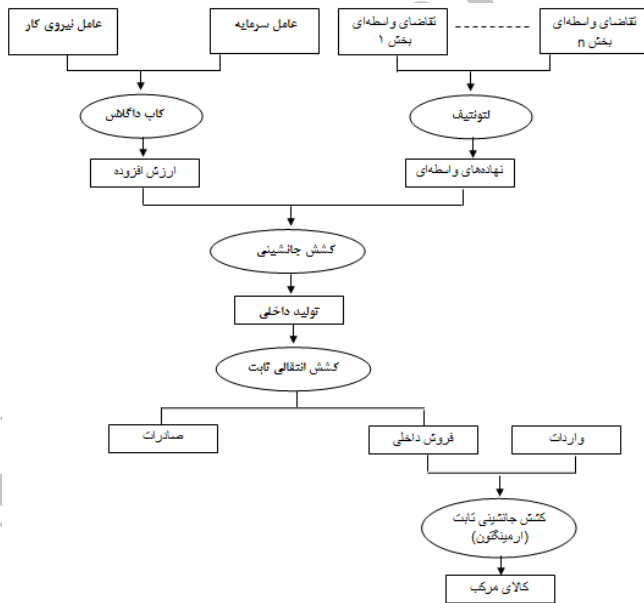 عامل نیروی کار
عامل سرمایه
تقاضای واسطه‌ای
بخش ۱
تقاضای واسطه‌ای
بخش n
کاب داگلاس
لئونتیف
ارزش افزوده
نهاده‌های واسطه‌ای
کشش جانشینی
تولید داخلی
کشش انتقالی ثابت
صادرات
فروش داخلی
واردات
کشش جانشینی ثابت
(ارمینگتون)
کالای مرکب